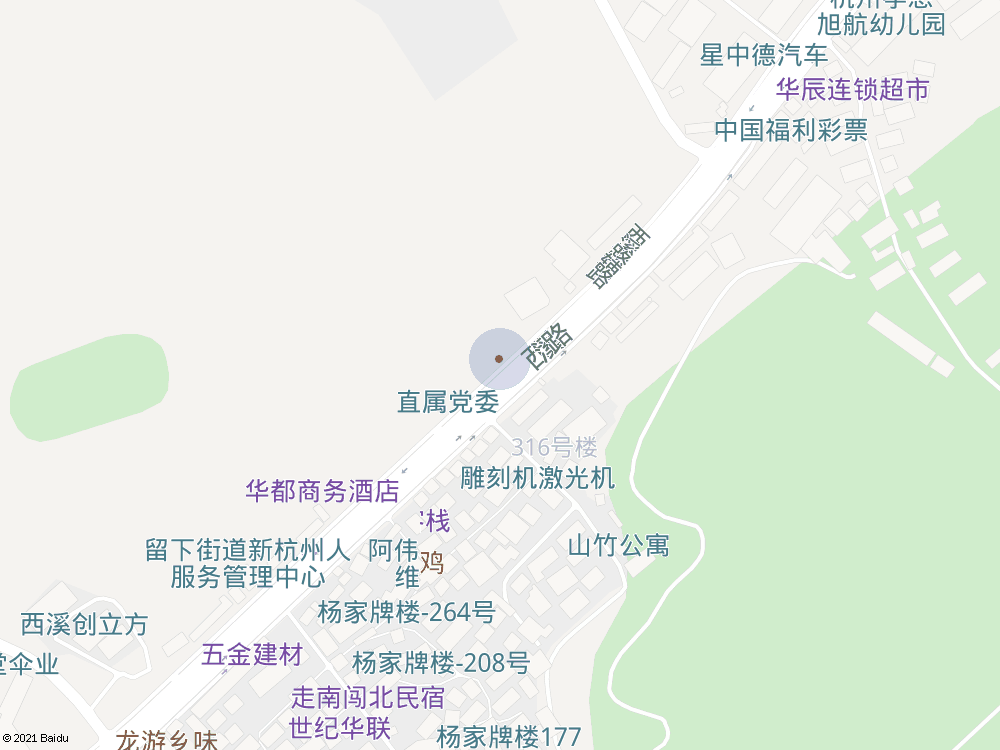 杭州李志
旭航幼儿园
星中德汽车
华辰连锁超市
中国福利彩票
西溪路
直属党委
316号楼
雕刻机激光机
华都商务酒店
栈
山竹公寓
留下街道新杭州人
服务管理中心
阿伟
维
鸡
杨家牌楼-264号
西溪创立方
五金建材
伞业
杨家牌楼-208号
走南闯北民宿
世纪华联
龙游乡味
杨家牌楼177
© 2021 Baidu